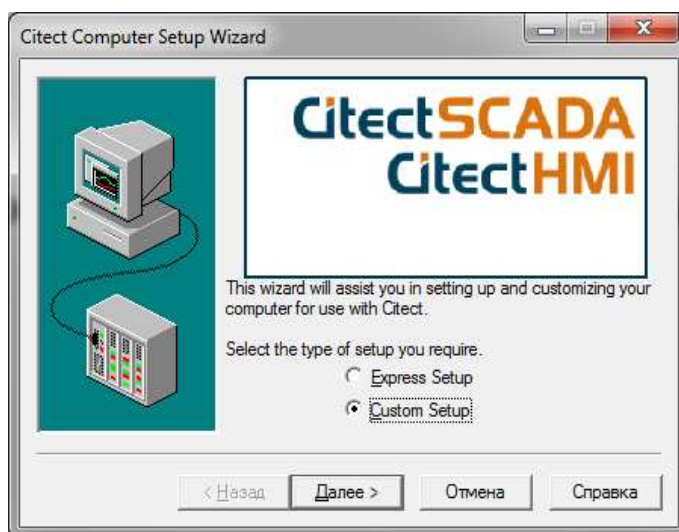 Citect Computer Setup Wizard
CitectSCADA
CitectHMI
This wizard will assist you in setting up and customizing your
computer for use with Citect.
Select the type of setup you require.
Express Setup
Custom Setup
< Назад
Далее >
Отмена
Справка